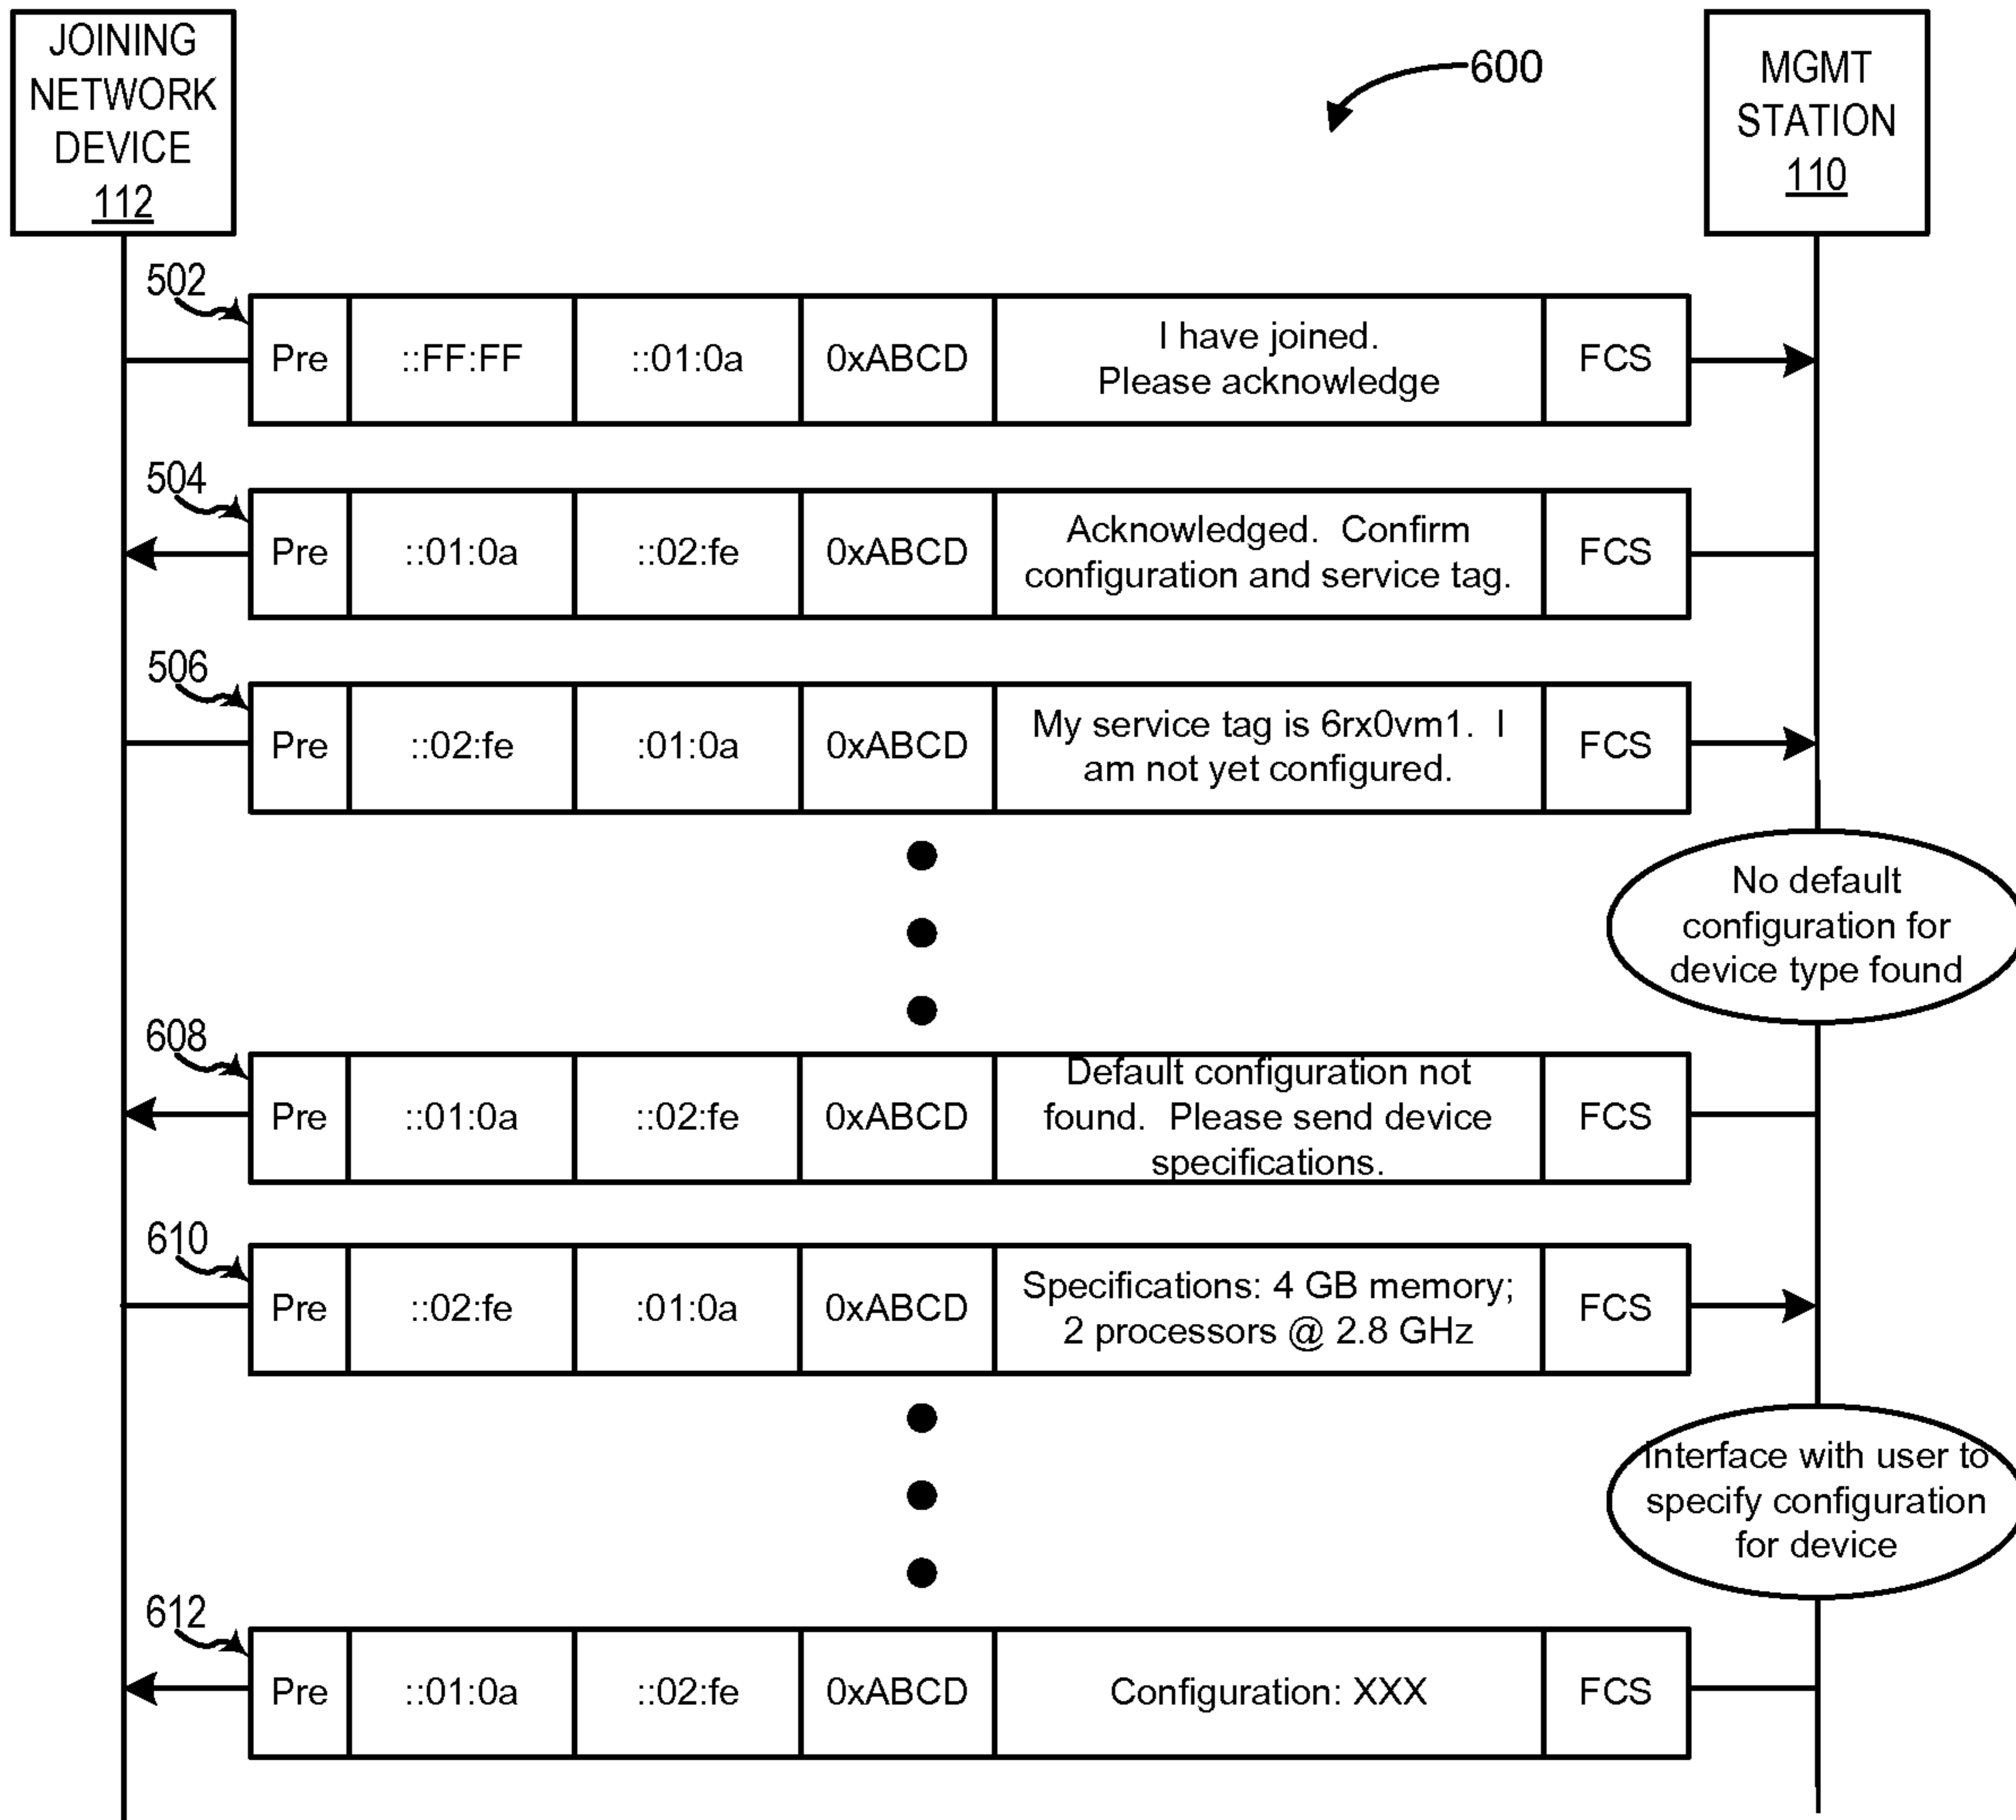 JOINING
NETWORK
DEVICE
112
600
MGMT
STATION
110
502
Pre
::FF:FF
::01:0a
0xABCD
I have joined.
Please acknowledge
FCS
504
Pre
::01:0a
::02:fe
0xABCD
Acknowledged. Confirm
configuration and service tag.
FCS
506
Pre
::02:fe
:01:0a
0xABCD
My service tag is 6rx0vm1. I
am not yet configured.
FCS
No default
configuration for
device type found
608
Pre
::01:0a
::02:fe
0xABCD
Default configuration not
found. Please send device
specifications.
FCS
610
Pre
::02:fe
:01:0a
0xABCD
Specifications: 4 GB memory;
2 processors @ 2.8 GHz
FCS
Interface with user to
specify configuration
for device
612
Pre
::01:0a
::02:fe
0xABCD
Configuration: XXX
FCS